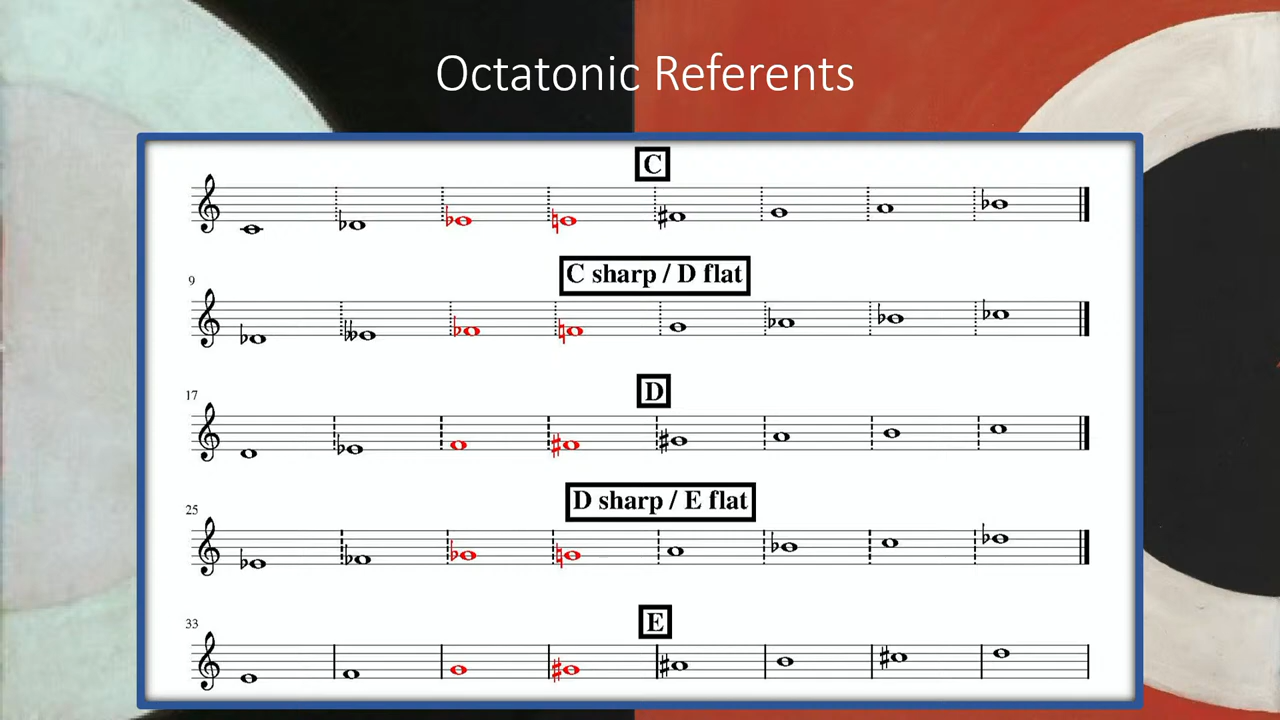 Octatonic Referents
C
9
C sharp / D flat
17
D
25
D sharp / E flat
33
E